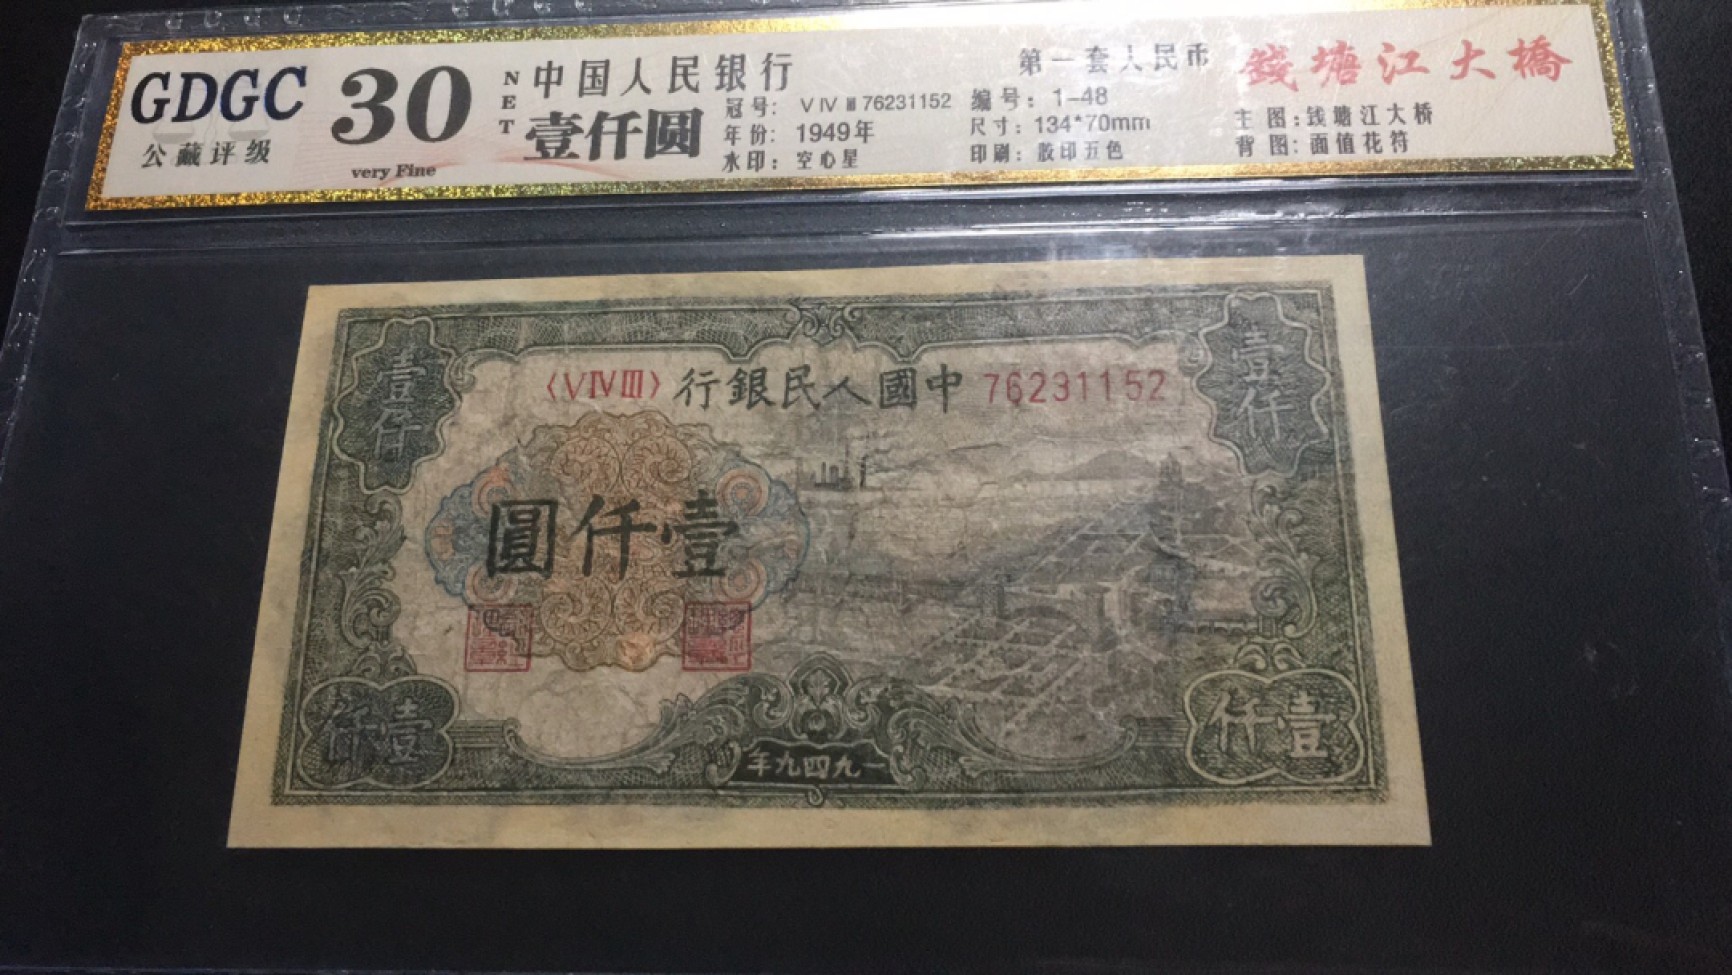 GDGC
公藏评级
30
very Fine
NET
中国人民银行
壹仟圆
冠号: V IV Ⅲ 76231152
年份: 1949年
水印: 空心星
第一套人民币
编号: 1-48
尺寸: 134*70mm
印刷: 胶印五色
錢塘江大橋
主图:钱塘江大桥
背图:面值花符
壹仟
〈ⅤⅣⅢ〉 行銀民人國中 76231152
壹仟
圓仟壹
仟壹
年九四九一
仟壹